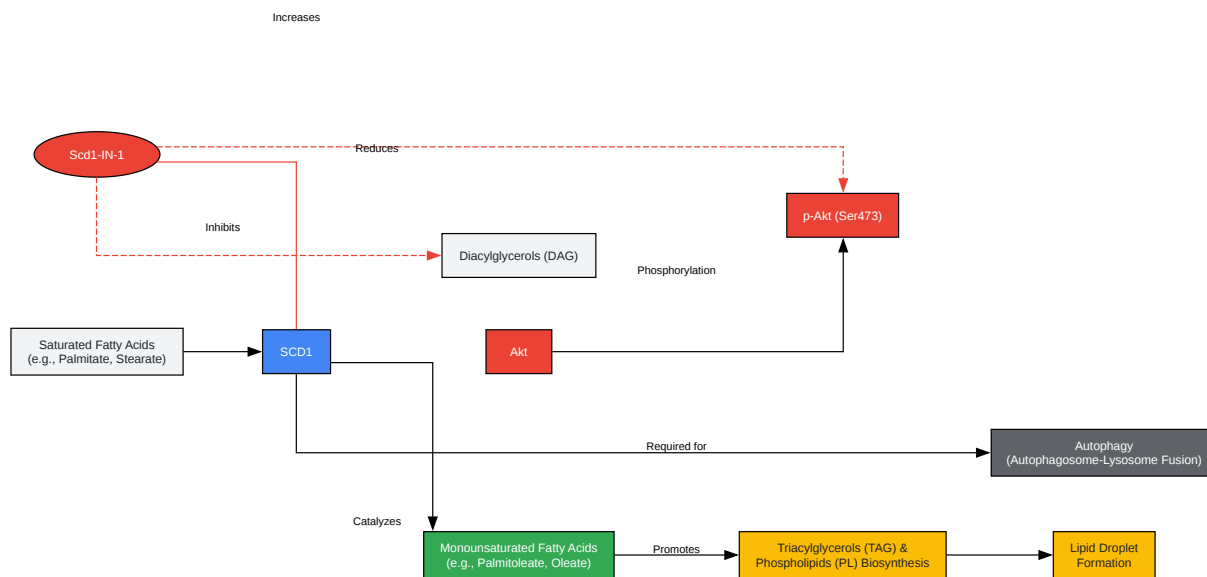 Increases
Reduces
Scd1-IN-1
p-Akt (Ser473)
Inhibits
Diacylglycerols (DAG)
Phosphorylation
Saturated Fatty Acids
(e.g., Palmitate, Stearate)
SCD1
Akt
Required for
Autophagy
(Autophagosome-Lysosome Fusion)
Catalyzes
Monounsaturated Fatty Acids
(e.g., Palmitoleate, Oleate)
Promotes
Triacylglycerols (TAG) &
Phospholipids (PL) Biosynthesis
Lipid Droplet
Formation